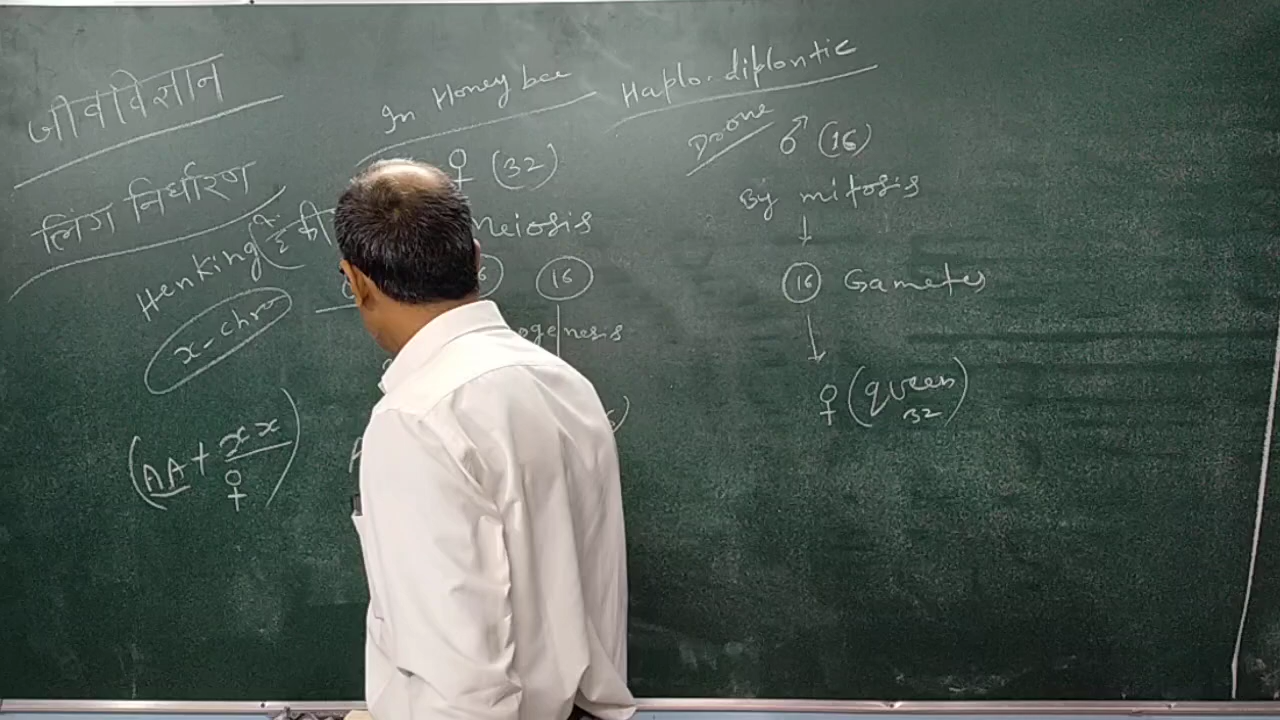 जीवविज्ञान
लिंग निर्धारण
Henking
x-chro
(AA + xx
♀)
In Honey bee
♀ (32)
Meiosis
16
Haplo-diplontic
Drone ♂ (16)
By mitosis
↓
16 Gametes
↓
♀ (queen
32)